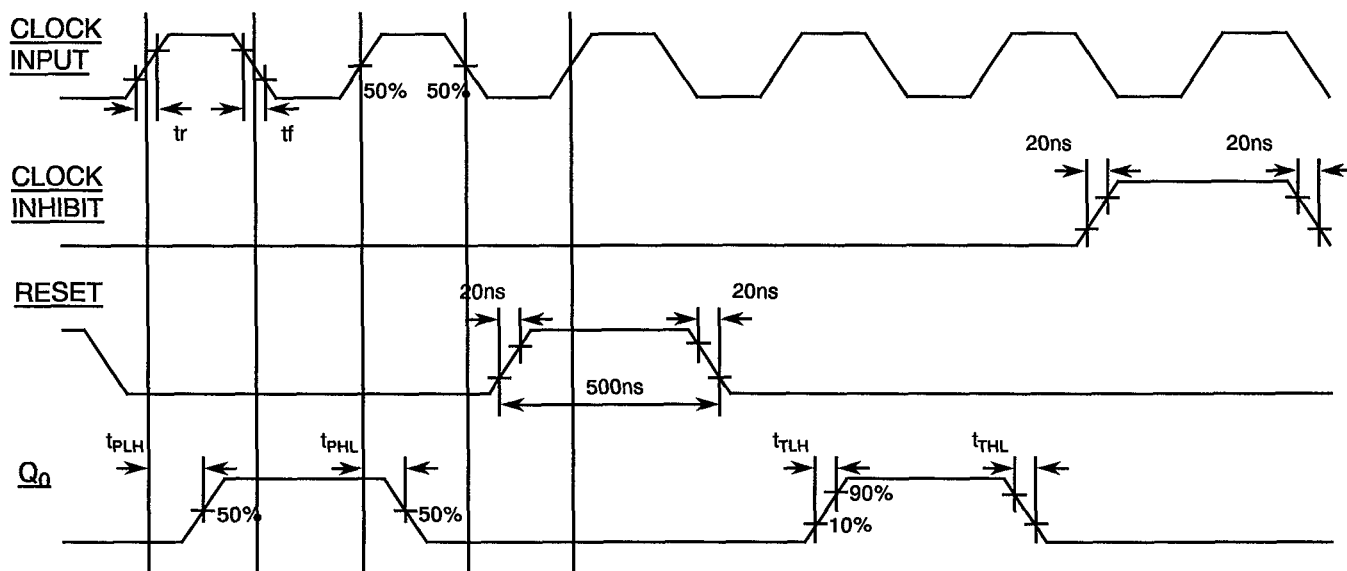 CLOCK
INPUT
50% 50%
tr tf
20ns 20ns
CLOCK
INHIBIT
RESET
20ns 20ns
500ns
tPLH tPHL tTLH tTHL
Q0
50% 50% 90%
10%